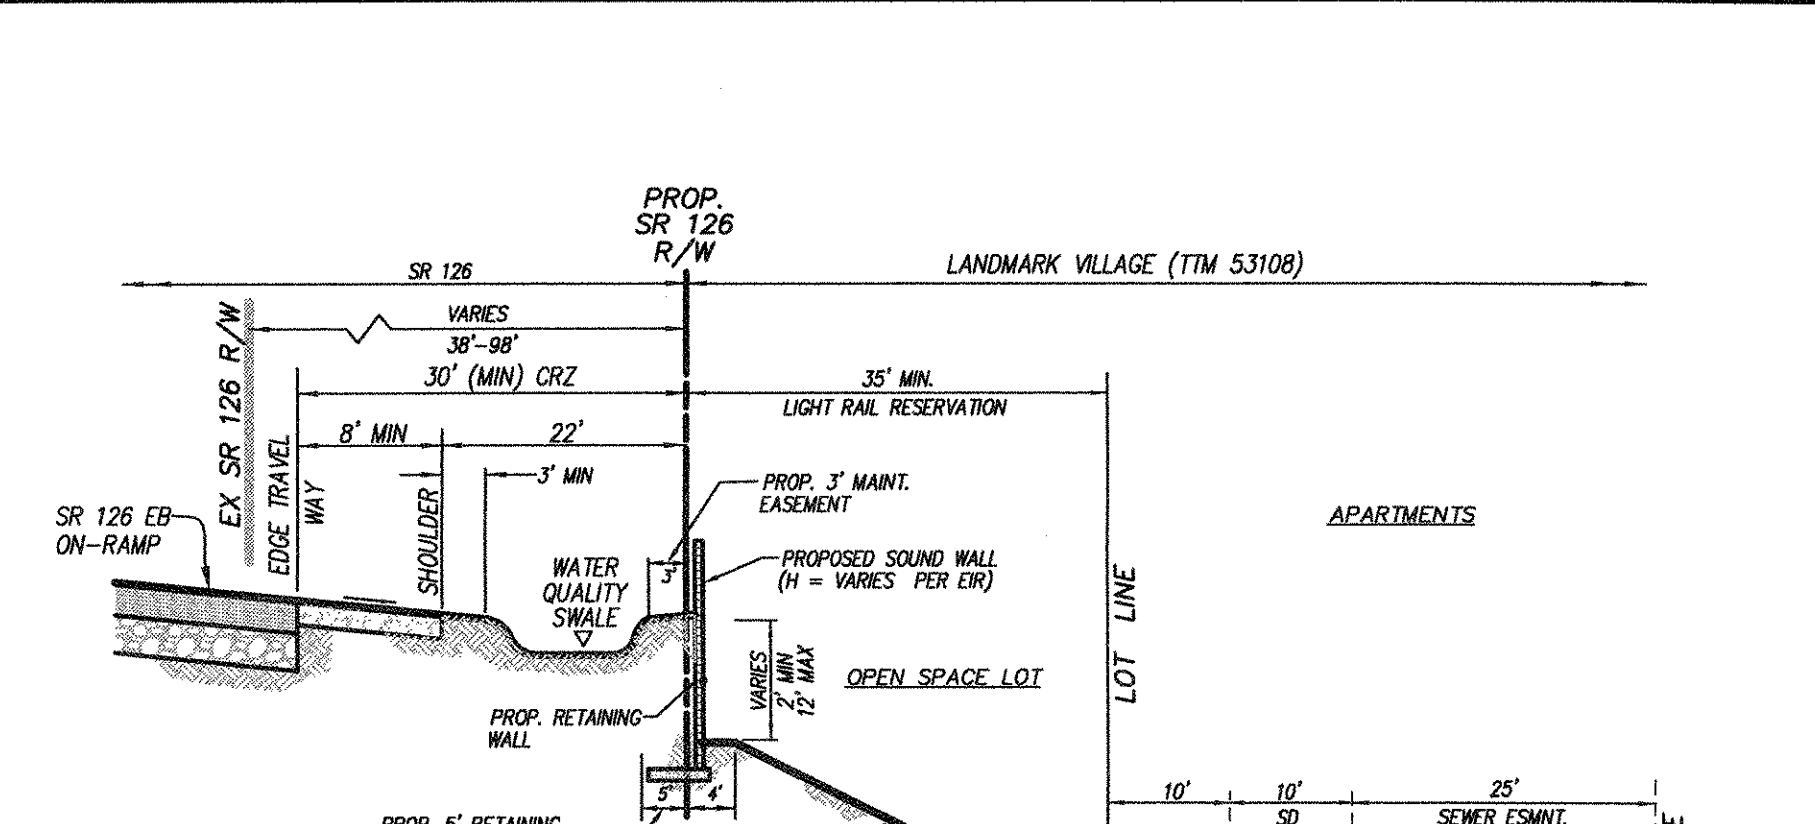 PROP.
SR 126
R/W
SR 126
LANDMARK VILLAGE (TTM 53108)
EX SR 126 R/W
VARIES
38'-98'
30' (MIN) CRZ
35' MIN.
LIGHT RAIL RESERVATION
8' MIN
22'
EDGE TRAVEL
WAY
SHOULDER
3' MIN
PROP. 3' MAINT.
EASEMENT
SR 126 EB
ON-RAMP
APARTMENTS
WATER
QUALITY
SWALE
3'
PROPOSED SOUND WALL
(H = VARIES PER EIR)
LOT LINE
VARIES
2' MIN
12' MAX
OPEN SPACE LOT
PROP. RETAINING
WALL
5'
4'
10'
10'
25'
SD
SEWER ESMNT.
PROP. 5' RETAINING